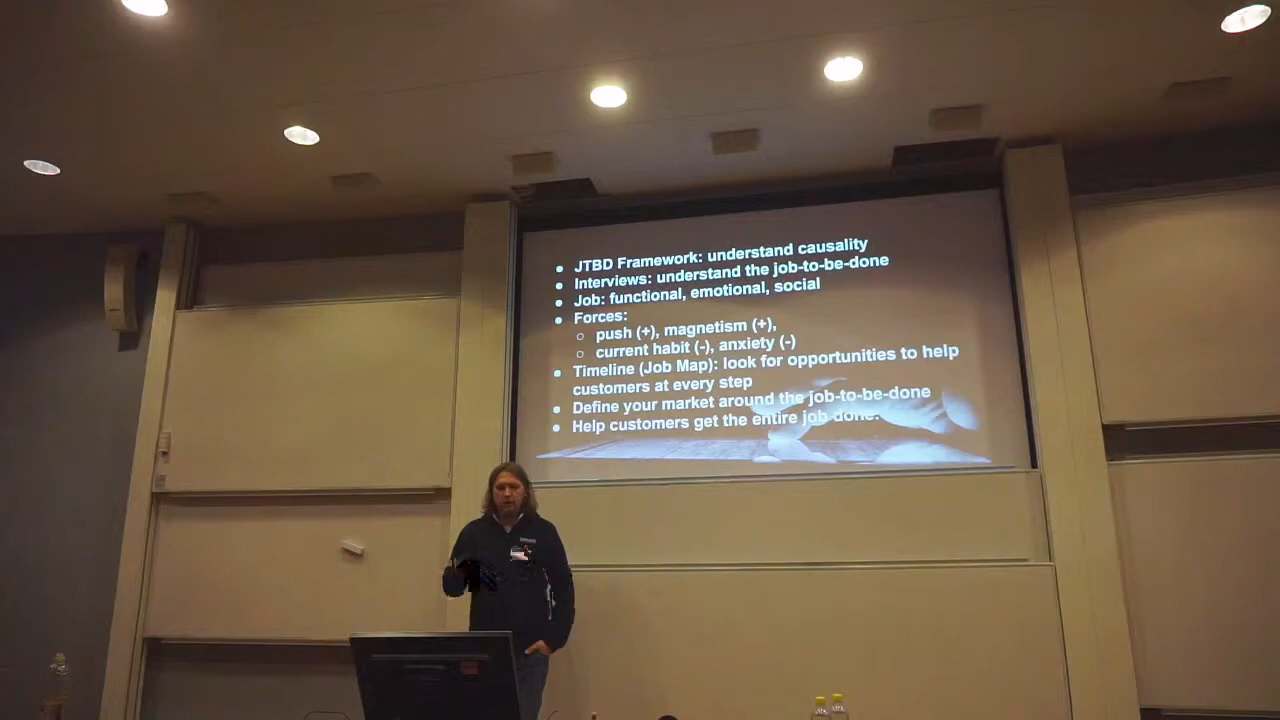 • JTBD Framework: understand causality
• Interviews: understand the job-to-be-done
• Job: functional, emotional, social
• Forces:
○ push (+), magnetism (+),
○ current habit (-), anxiety (-)
• Timeline (Job Map): look for opportunities to help
customers at every step
• Define your market around the job-to-be-done
• Help customers get the entire job done.